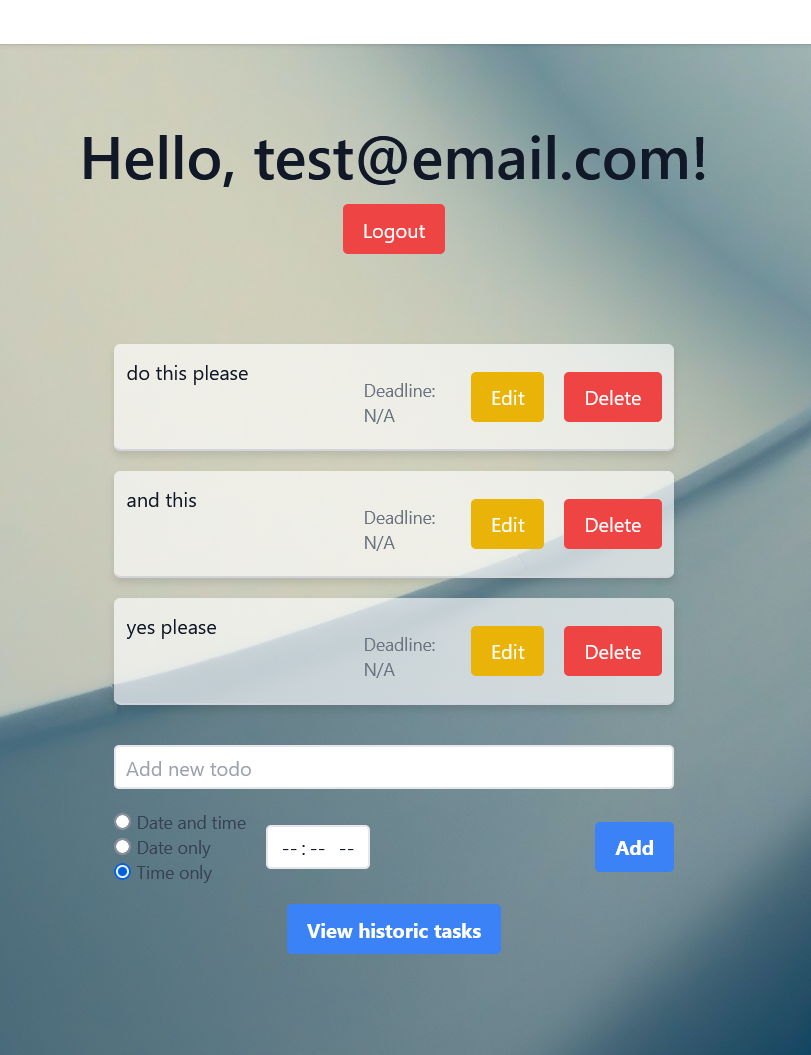 Hello, test@email.com!
Logout
do this please
Deadline:
N/A
Edit
Delete
and this
Deadline:
N/A
Edit
Delete
yes please
Deadline:
N/A
Edit
Delete
Add new todo
Date and time
Date only
Time only
--:-- --
Add
View historic tasks